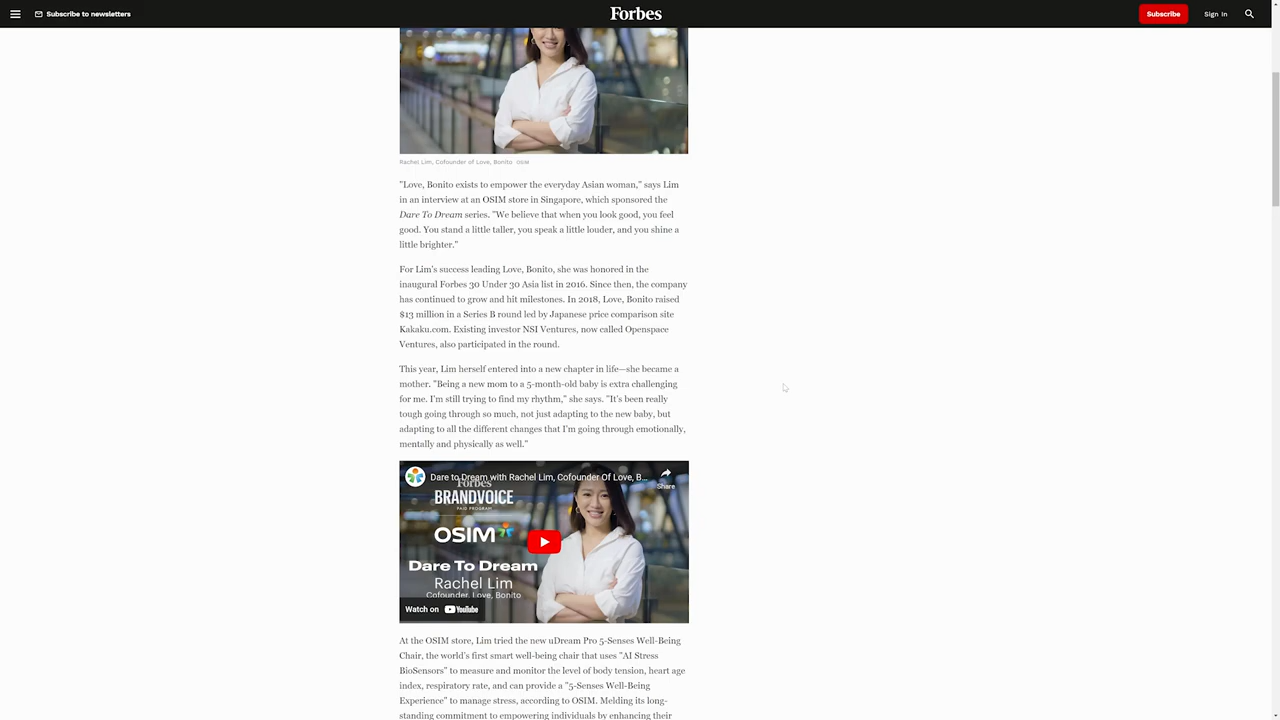 Subscribe to newsletters
Forbes
Subscribe
Sign In
Rachel Lim, Cofounder of Love, Bonito OSIM
"Love, Bonito exists to empower the everyday Asian woman," says Lim
in an interview at an OSIM store in Singapore, which sponsored the
Dare To Dream series. "We believe that when you look good, you feel
good. You stand a little taller, you speak a little louder, and you shine a
little brighter."
For Lim's success leading Love, Bonito, she was honored in the
inaugural Forbes 30 Under 30 Asia list in 2016. Since then, the company
has continued to grow and hit milestones. In 2018, Love, Bonito raised
$13 million in a Series B round led by Japanese price comparison site
Kakaku.com. Existing investor NSI Ventures, now called Openspace
Ventures, also participated in the round.
This year, Lim herself entered into a new chapter in life—she became a
mother. "Being a new mom to a 5-month-old baby is extra challenging
for me. I'm still trying to find my rhythm," she says. "It's been really
tough going through so much, not just adapting to the new baby, but
adapting to all the different changes that I'm going through emotionally,
mentally and physically as well."
Dare to Dream with Rachel Lim, Cofounder Of Love, B...
Share
Forbes
BRANDVOICE
PAID PROGRAM
OSIM
Dare To Dream
Rachel Lim
Cofounder, Love, Bonito
Watch on YouTube
At the OSIM store, Lim tried the new uDream Pro 5-Senses Well-Being
Chair, the world's first smart well-being chair that uses "AI Stress
BioSensors" to measure and monitor the level of body tension, heart age
index, respiratory rate, and can provide a "5-Senses Well-Being
Experience" to manage stress, according to OSIM. Melding its long-
standing commitment to empowering individuals by enhancing their